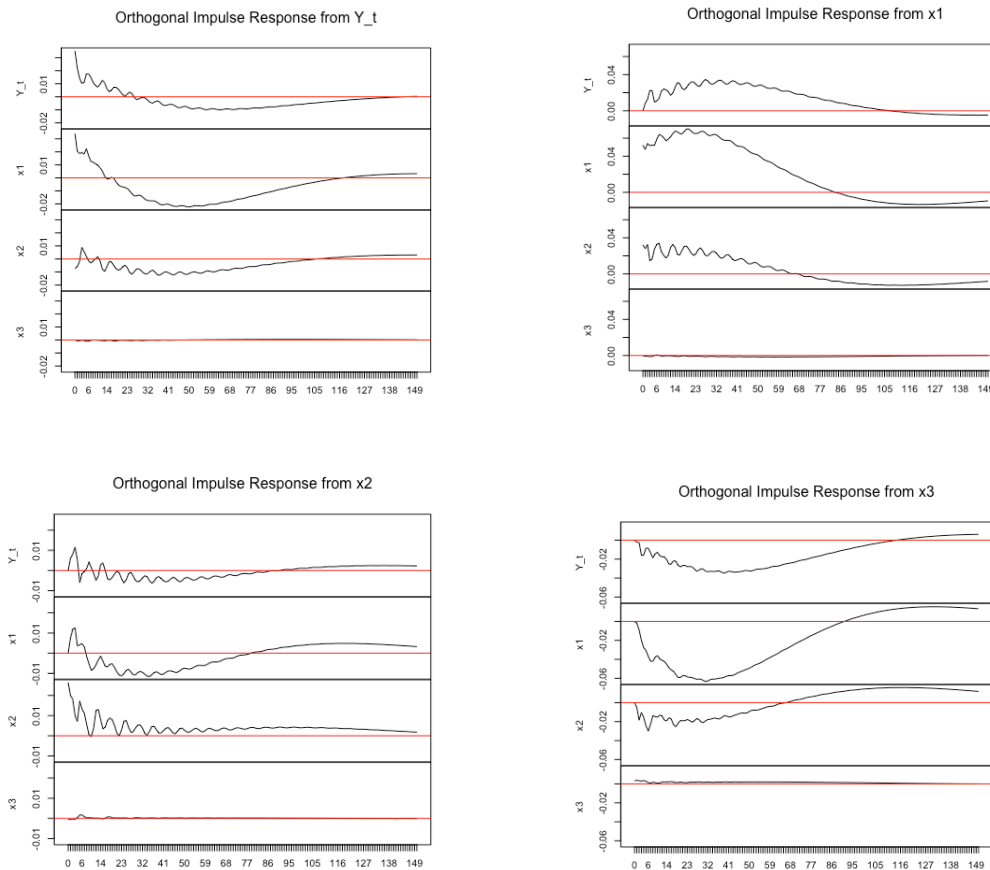 Orthogonal Impulse Response from Y_t
Y_t
0.01
-0.02
x1
0.01
-0.02
x2
0.01
-0.02
x3
0.01
-0.02
0 6 14 23 32 41 50 59 68 77 86 95 105 116 127 138 149
Orthogonal Impulse Response from x1
Y_t
0.04
0.00
x1
0.04
0.00
x2
0.04
0.00
x3
0.04
0.00
0 6 14 23 32 41 50 59 68 77 86 95 105 116 127 138 149
Orthogonal Impulse Response from x2
Y_t
0.01
-0.01
x1
0.01
-0.01
x2
0.01
-0.01
x3
0.01
-0.01
0 6 14 23 32 41 50 59 68 77 86 95 105 116 127 138 149
Orthogonal Impulse Response from x3
Y_t
-0.02
-0.06
x1
-0.02
-0.06
x2
-0.02
-0.06
x3
-0.02
-0.06
0 6 14 23 32 41 50 59 68 77 86 95 105 116 127 138 149